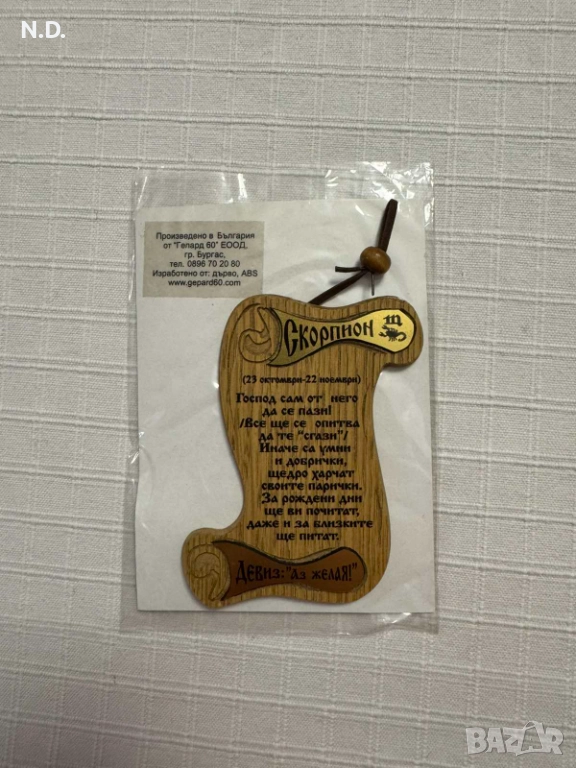 N.D.
Произведено в България
от "Гепард 60" ЕООД,
гр. Бургас,
тел. 0896 70 20 80
Изработено от: дърво, ABS
www.gepard60.com
Скорпион
(23 октомври-22 ноември)
Господ сам от него
да се пази!
/Все ще се опитва
да те "сгази"/
Иначе са умни
и добрички,
щедро харчат
своите парички.
За рождени дни
ще ви почитат,
даже и за близките
ще питат.
Девиз: "Аз желая!"
BAZAR